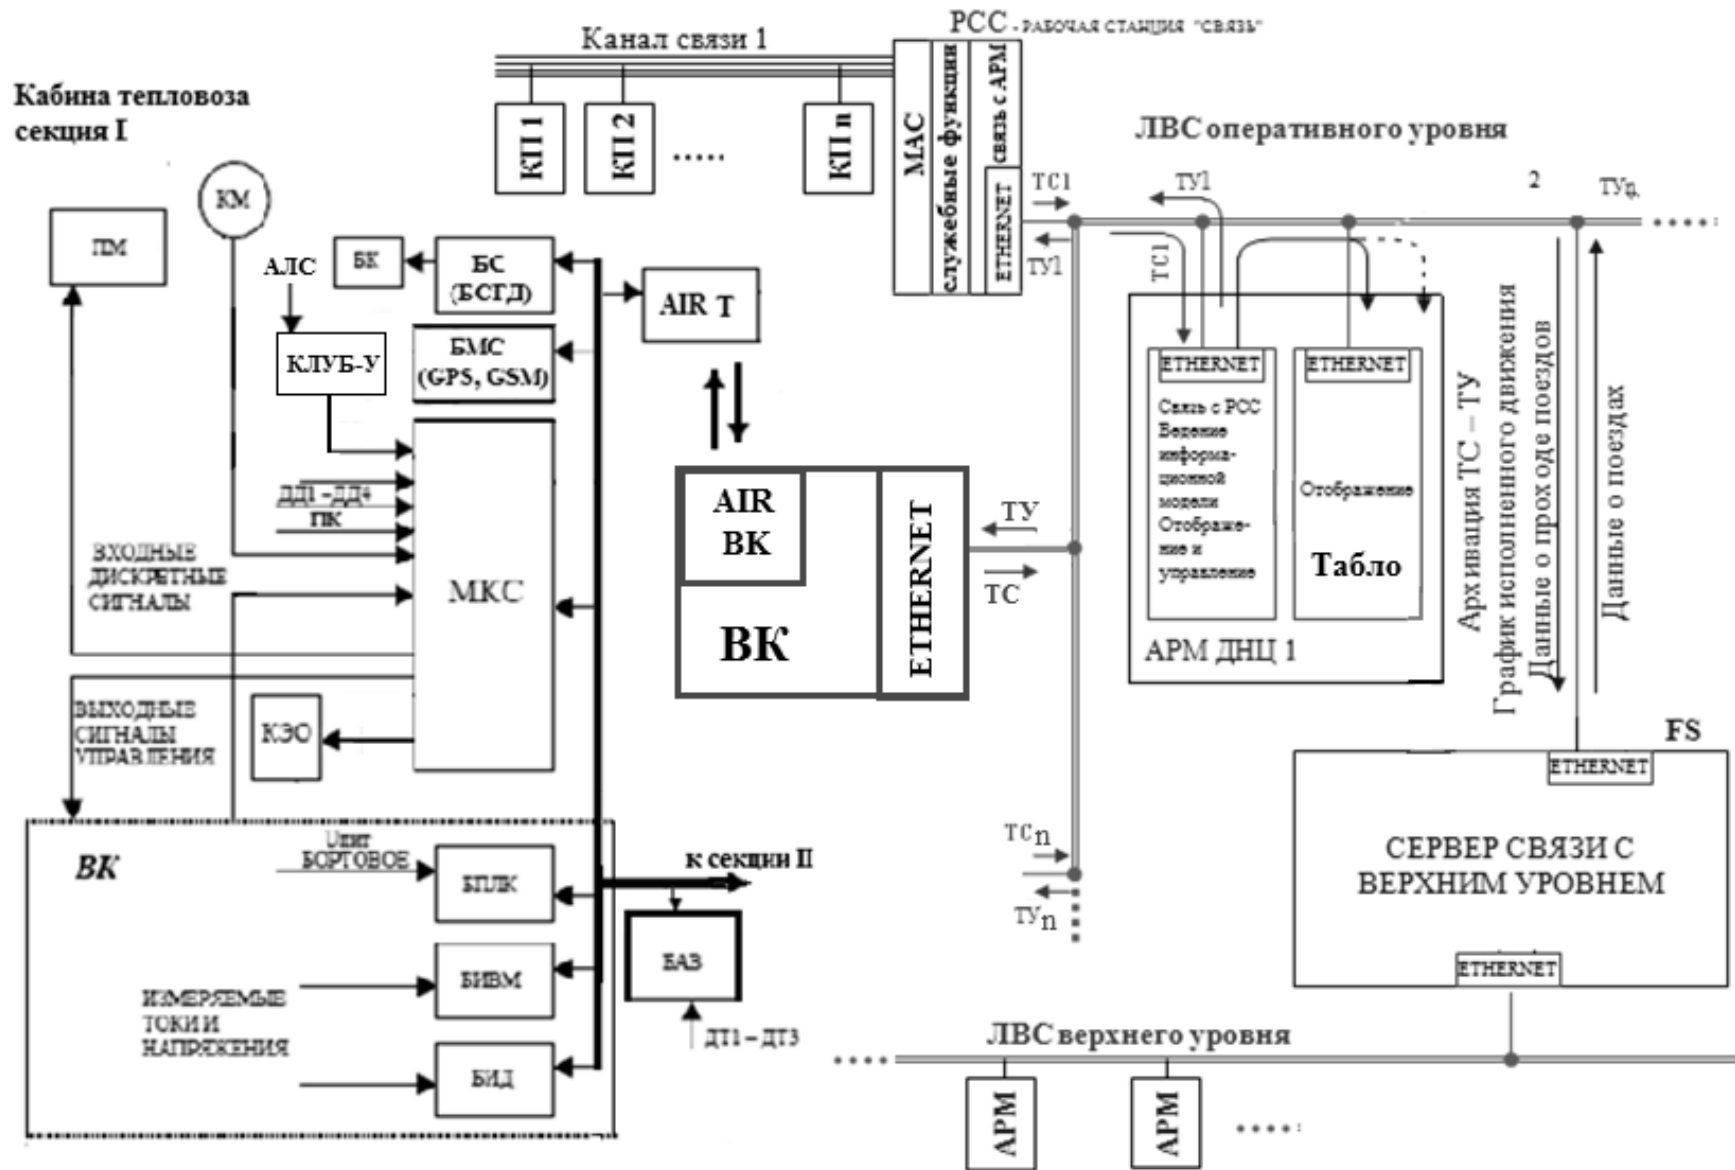 РСС - РАБОЧАЯ СТАНЦИЯ "СВЯЗЬ"
Канал связи 1
Кабина тепловоза
секция I
КП 1
КП 2
.....
КП n
МАС
служебные функции
связь с АРМ
ETHERNET
ЛВС оперативного уровня
ТС1
ТУ1
ТУ1
ТС1
2
ТУn
.....
КМ
ПМ
АЛС
БК
БС
(БСТД)
AIR Т
КЛУБ-У
БМС
(GPS, GSM)
ДД1 –ДД4
ПК
ВХОДНЫЕ
ДИСКРЕТНЫЕ
СИГНАЛЫ
МКС
ВЫХОДНЫЕ
СИГНАЛЫ
УПРАВЛЕНИЯ
КЭО
AIR
ВК
ВК
ETHERNET
ТУ
ТС
ETHERNET
Связь с РСС
Ведение
информа-
ционной
модели
Отображе-
ние и
управление
ETHERNET
Отображение
Табло
АРМ ДНЦ 1
Архивация ТС – ТУ
График исполненного движения
Данные о проходе поездов
Данные о поездах
FS
ETHERNET
СЕРВЕР СВЯЗИ С
ВЕРХНИМ УРОВНЕМ
ETHERNET
ТСn
ТУn
ВК
Uпит
БОРТОВОЕ
БПЛК
к секции II
БИВМ
БАЗ
ИЗМЕРЯЕМЫЕ
ТОКИ И
НАПРЯЖЕНИЯ
ДТ1 – ДТ3
БИД
ЛВС верхнего уровня
....
АРМ
АРМ
....